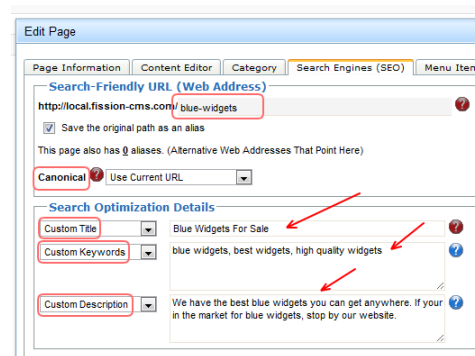 Edit Page
Page Information Content Editor Category Search Engines (SEO) Menu Item
Search-Friendly URL (Web Address)
http://local.fission-cms.com/ blue-widgets
Save the original path as an alias
This page also has 0 aliases. (Alternative Web Addresses That Point Here)
Canonical Use Current URL
Search Optimization Details
Custom Title Blue Widgets For Sale
Custom Keywords blue widgets, best widgets, high quality widgets
Custom Description We have the best blue widgets you can get anywhere. If your
in the market for blue widgets, stop by our website.